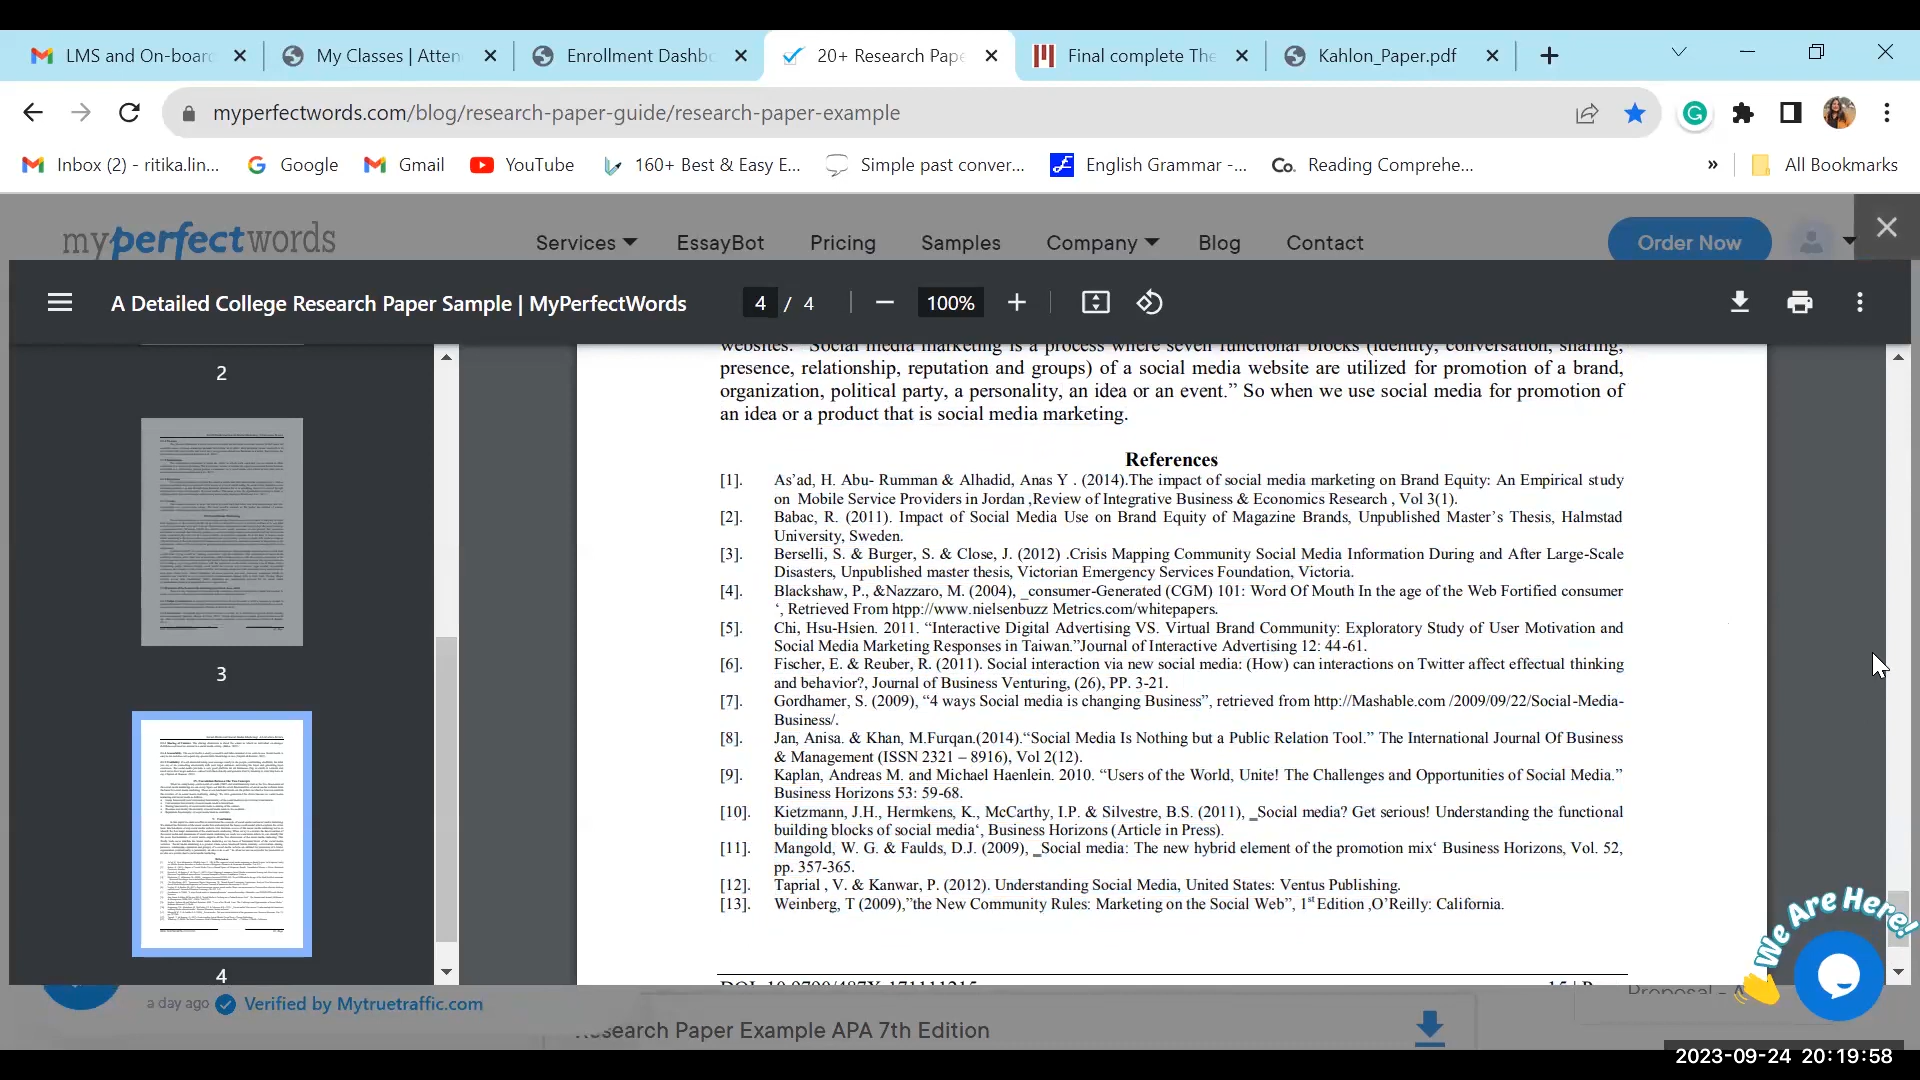 LMS and On-board
My Classes | Atten
Enrollment Dashbo
20+ Research Pape
Final complete The
Kahlon_Paper.pdf
myperfectwords.com/blog/research-paper-guide/research-paper-example
Inbox (2) - ritika.lin...
Google
Gmail
YouTube
160+ Best & Easy E...
Simple past conver...
English Grammar -...
Co. Reading Comprehe...
»
All Bookmarks
myperfectwords
Services
EssayBot
Pricing
Samples
Company
Blog
Contact
Order Now
A Detailed College Research Paper Sample | MyPerfectWords
4 / 4
100%
2
3
4
websites. “Social media marketing is a process where seven functional blocks (identity, conversation, sharing,
presence, relationship, reputation and groups) of a social media website are utilized for promotion of a brand,
organization, political party, a personality, an idea or an event.” So when we use social media for promotion of
an idea or a product that is social media marketing.
References
[1]. As’ad, H. Abu- Rumman & Alhadid, Anas Y . (2014).The impact of social media marketing on Brand Equity: An Empirical study
on Mobile Service Providers in Jordan ,Review of Integrative Business & Economics Research , Vol 3(1).
[2]. Babac, R. (2011). Impact of Social Media Use on Brand Equity of Magazine Brands, Unpublished Master’s Thesis, Halmstad
University, Sweden.
[3]. Berselli, S. & Burger, S. & Close, J. (2012) .Crisis Mapping Community Social Media Information During and After Large-Scale
Disasters, Unpublished master thesis, Victorian Emergency Services Foundation, Victoria.
[4]. Blackshaw, P., &Nazzaro, M. (2004), _consumer-Generated (CGM) 101: Word Of Mouth In the age of the Web Fortified consumer
‘, Retrieved From htpp://www.nielsenbuzz Metrics.com/whitepapers.
[5]. Chi, Hsu-Hsien. 2011. “Interactive Digital Advertising VS. Virtual Brand Community: Exploratory Study of User Motivation and
Social Media Marketing Responses in Taiwan.”Journal of Interactive Advertising 12: 44-61.
[6]. Fischer, E. & Reuber, R. (2011). Social interaction via new social media: (How) can interactions on Twitter affect effectual thinking
and behavior?, Journal of Business Venturing, (26), PP. 3-21.
[7]. Gordhamer, S. (2009), “4 ways Social media is changing Business”, retrieved from http://Mashable.com /2009/09/22/Social-Media-
Business/.
[8]. Jan, Anisa. & Khan, M.Furqan.(2014).“Social Media Is Nothing but a Public Relation Tool.” The International Journal Of Business
& Management (ISSN 2321 – 8916), Vol 2(12).
[9]. Kaplan, Andreas M. and Michael Haenlein. 2010. “Users of the World, Unite! The Challenges and Opportunities of Social Media.”
Business Horizons 53: 59-68.
[10]. Kietzmann, J.H., Hermkens, K., McCarthy, I.P. & Silvestre, B.S. (2011), _Social media? Get serious! Understanding the functional
building blocks of social media‘, Business Horizons (Article in Press).
[11]. Mangold, W. G. & Faulds, D.J. (2009), _Social media: The new hybrid element of the promotion mix‘ Business Horizons, Vol. 52,
pp. 357-365.
[12]. Taprial , V. & Kanwar, P. (2012). Understanding Social Media, United States: Ventus Publishing.
[13]. Weinberg, T (2009),”the New Community Rules: Marketing on the Social Web”, 1st Edition ,O’Reilly: California.
We Are Here!
a day ago Verified by Mytruetraffic.com
Research Paper Example APA 7th Edition
2023-09-24 20:19:58